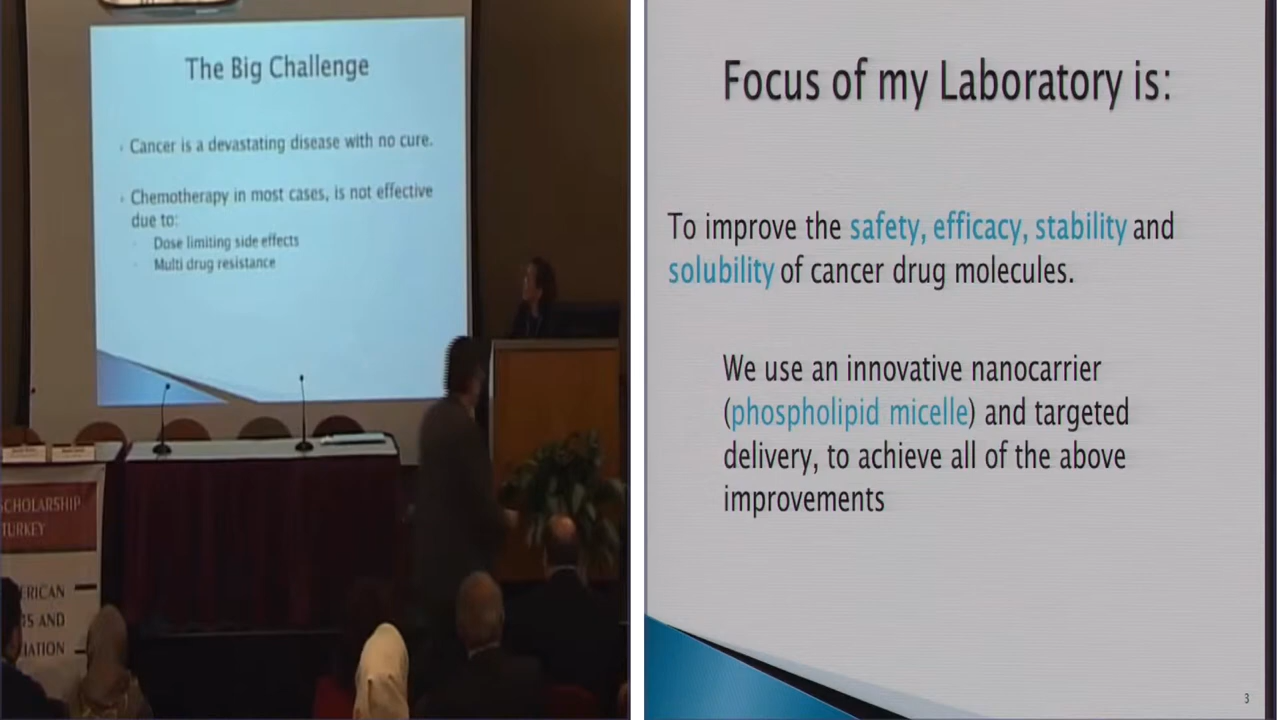 The Big Challenge
Cancer is a devastating disease with no cure.
Chemotherapy in most cases, is not effective
due to:
Dose limiting side effects
Multi drug resistance
SCHOLARSHIP
TURKEY
ERICAN
AND
IATION
Focus of my Laboratory is:
To improve the safety, efficacy, stability and
solubility of cancer drug molecules.
We use an innovative nanocarrier
(phospholipid micelle) and targeted
delivery, to achieve all of the above
improvements
3